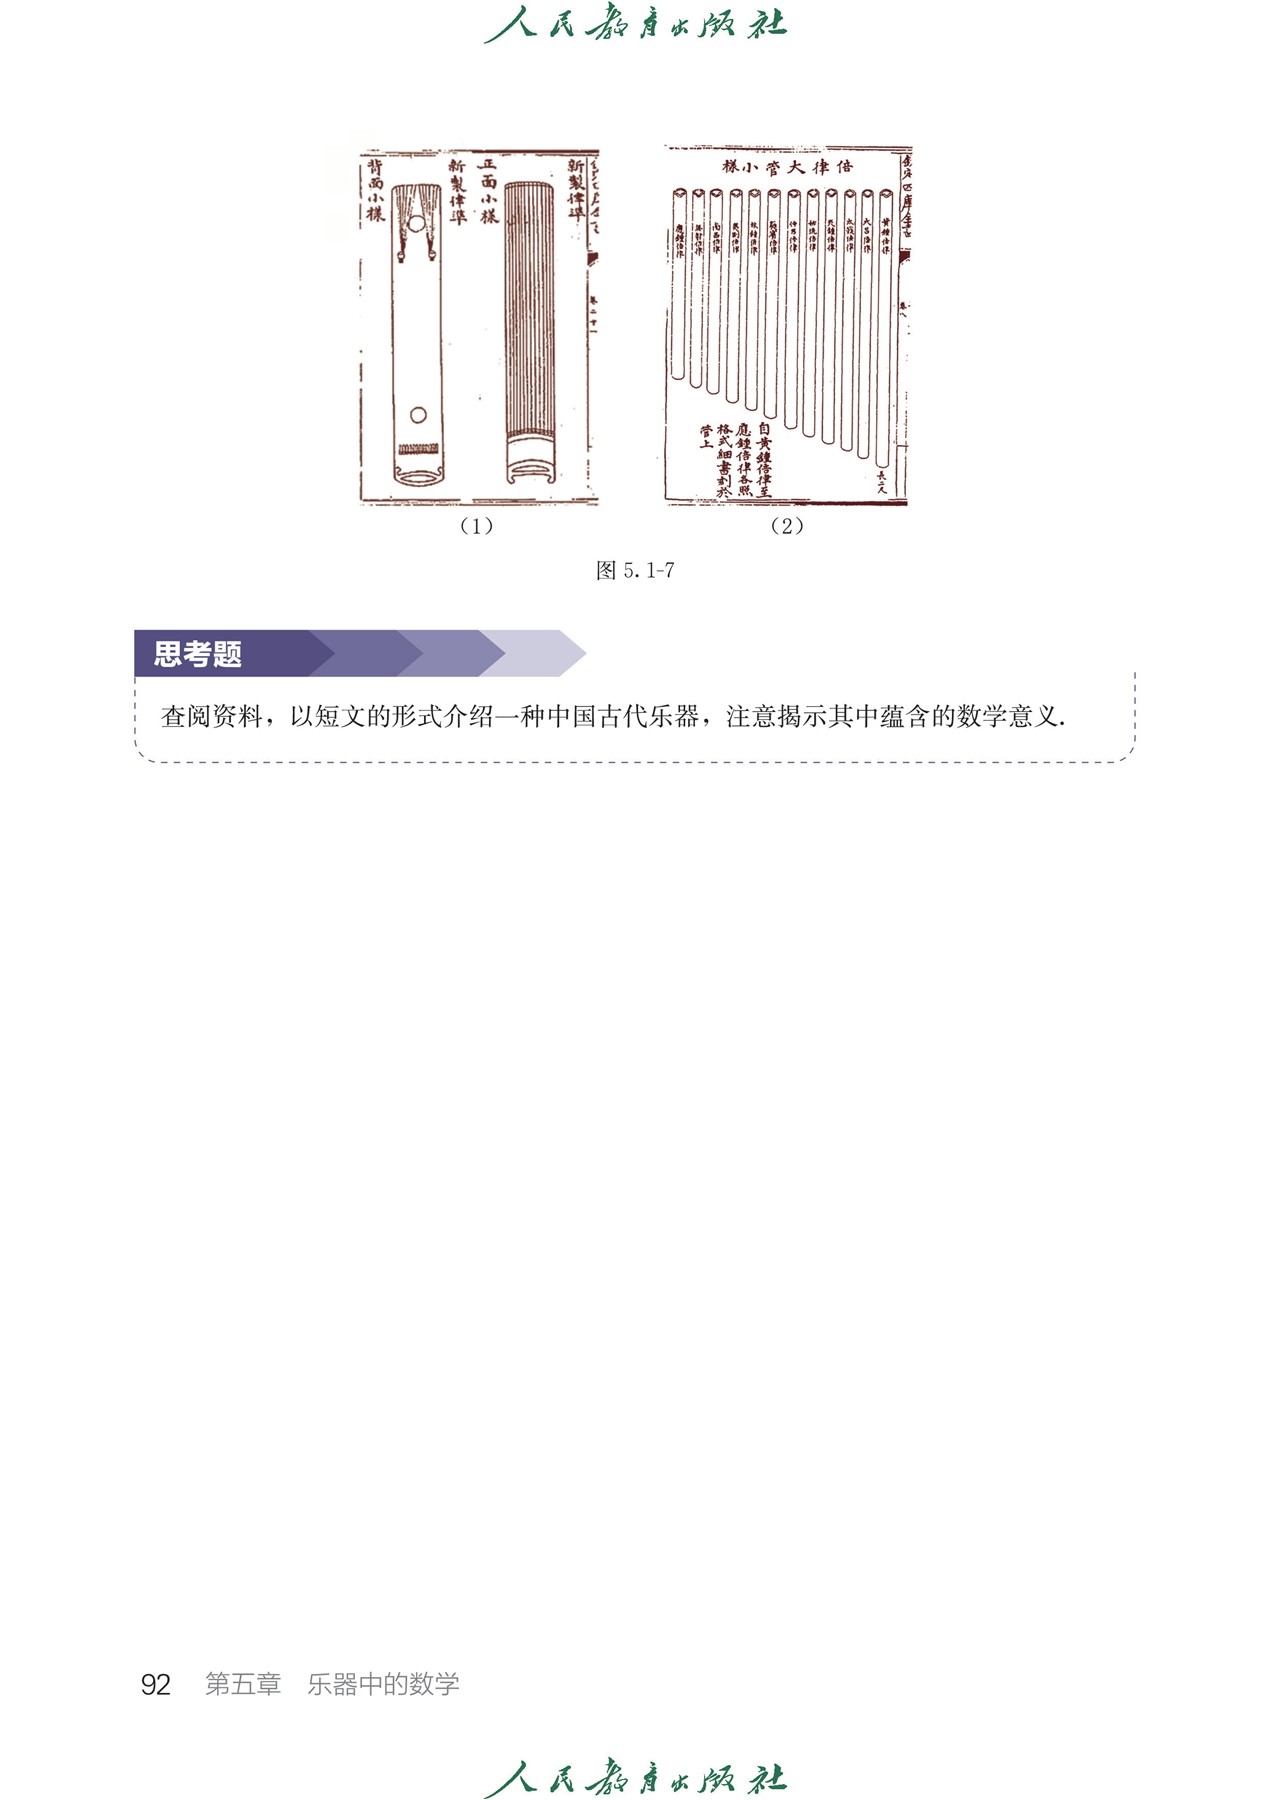 人民教育出版社
背面小樣
新製律準
正面小樣
新製律準
倍律大管小樣
黃鐘倍律
大呂倍律
太簇倍律
夾鐘倍律
姑洗倍律
仲呂倍律
蕤賓倍律
林鐘倍律
夷則倍律
南呂倍律
應鐘倍律
長二尺
自黃鐘倍律至
應鐘倍律各照
格式細書刻於
管上
(1)
(2)
图 5.1-7
思考题
查阅资料，以短文的形式介绍一种中国古代乐器，注意揭示其中蕴含的数学意义.
92 第五章 乐器中的数学
人民教育出版社